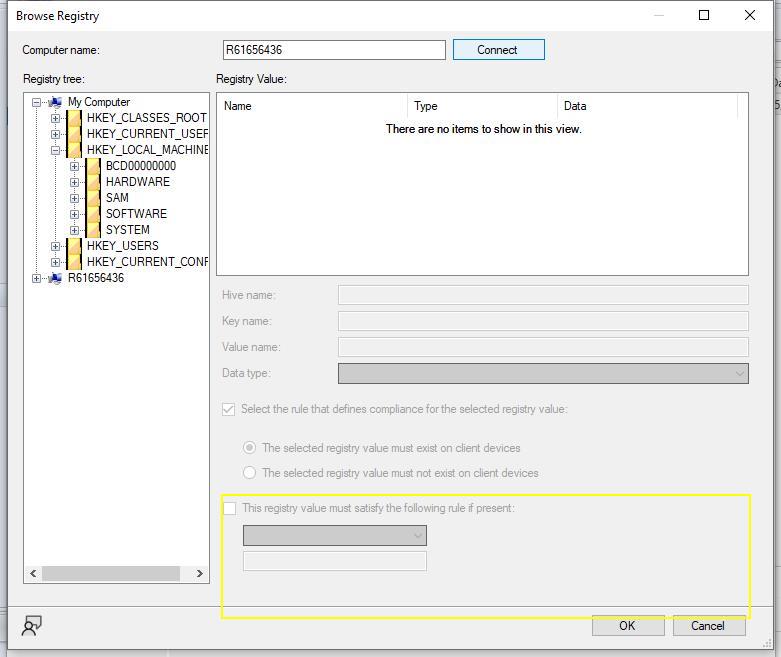 Browse Registry
Computer name:
R61656436
Connect
Registry tree:
Registry Value:
My Computer
HKEY_CLASSES_ROOT
HKEY_CURRENT_USER
HKEY_LOCAL_MACHINE
BCD00000000
HARDWARE
SAM
SOFTWARE
SYSTEM
HKEY_USERS
HKEY_CURRENT_CONF
R61656436
Name Type Data
There are no items to show in this view.
Hive name:
Key name:
Value name:
Data type:
Select the rule that defines compliance for the selected registry value:
The selected registry value must exist on client devices
The selected registry value must not exist on client devices
This registry value must satisfy the following rule if present:
OK
Cancel